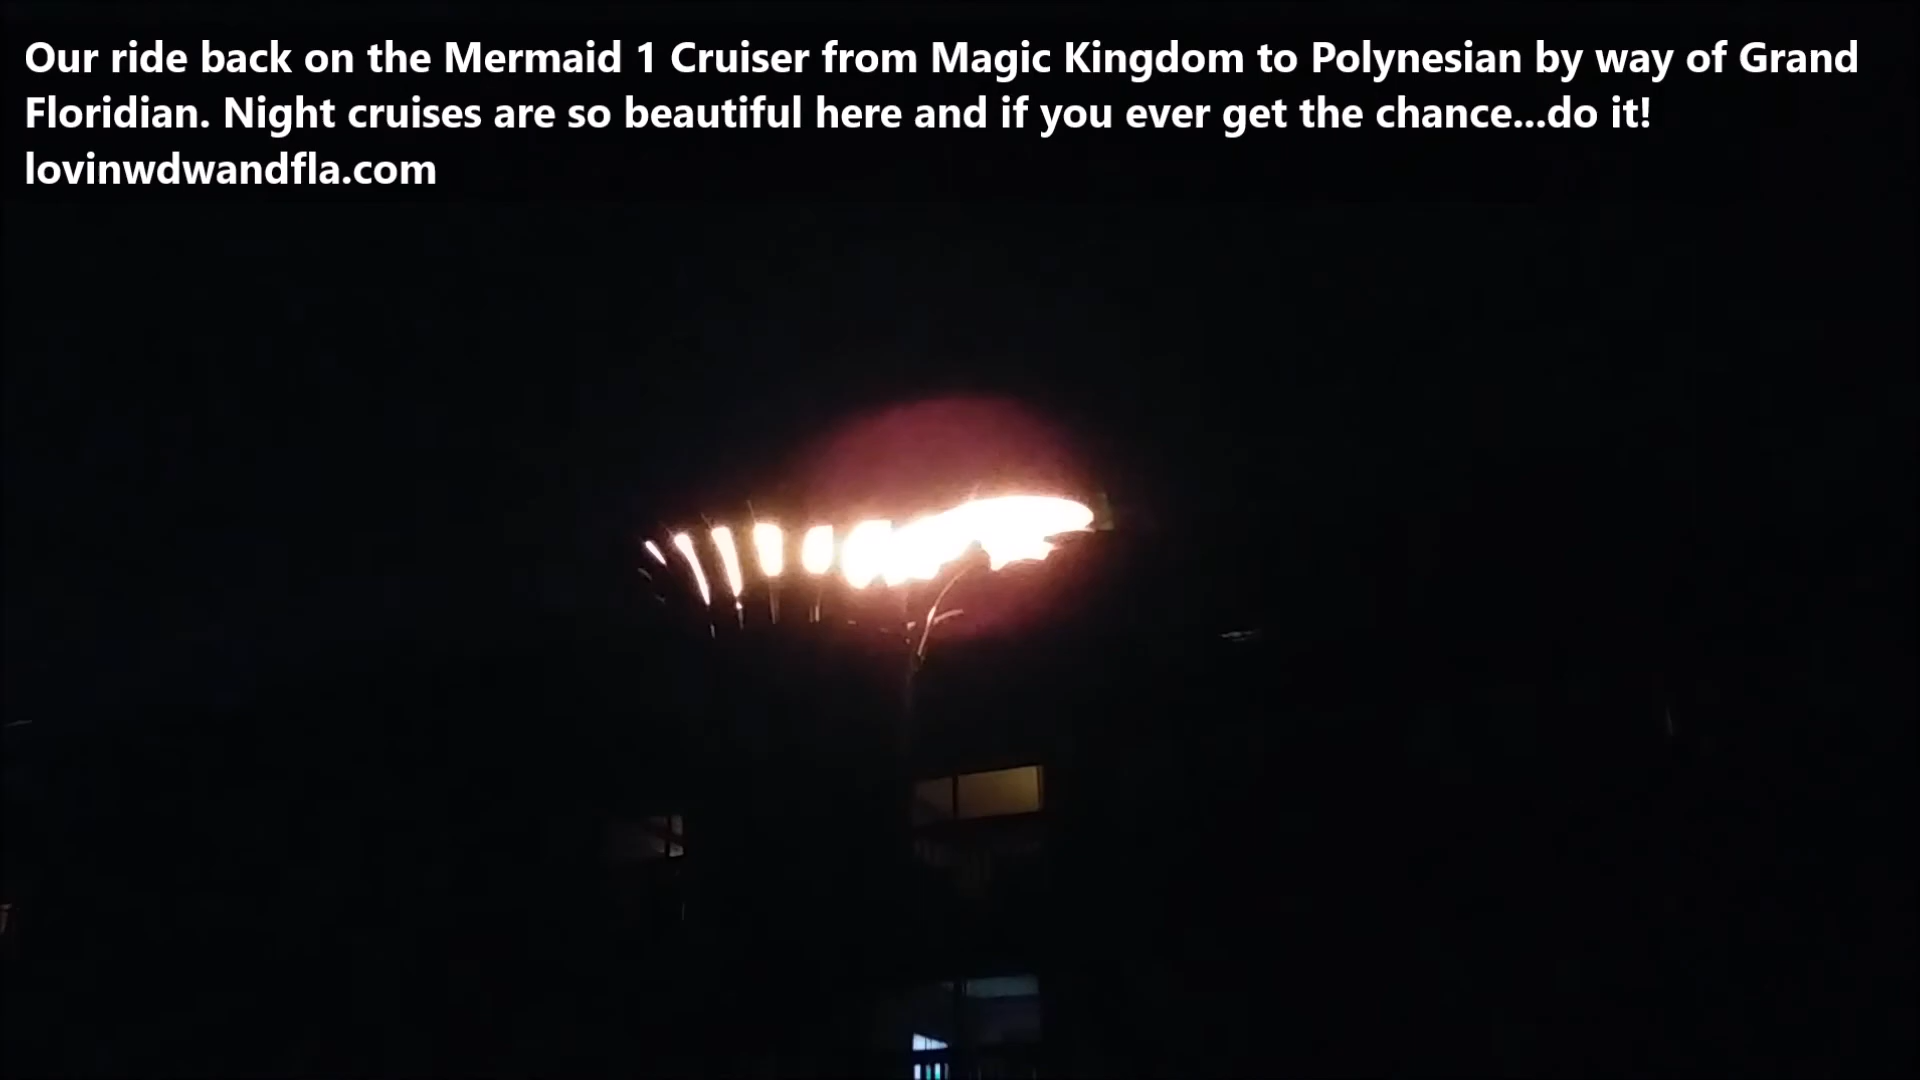 Our ride back on the Mermaid 1 Cruiser from Magic Kingdom to Polynesian by way of Grand
Floridian. Night cruises are so beautiful here and if you ever get the chance...do it!
lovinwdwandfla.com